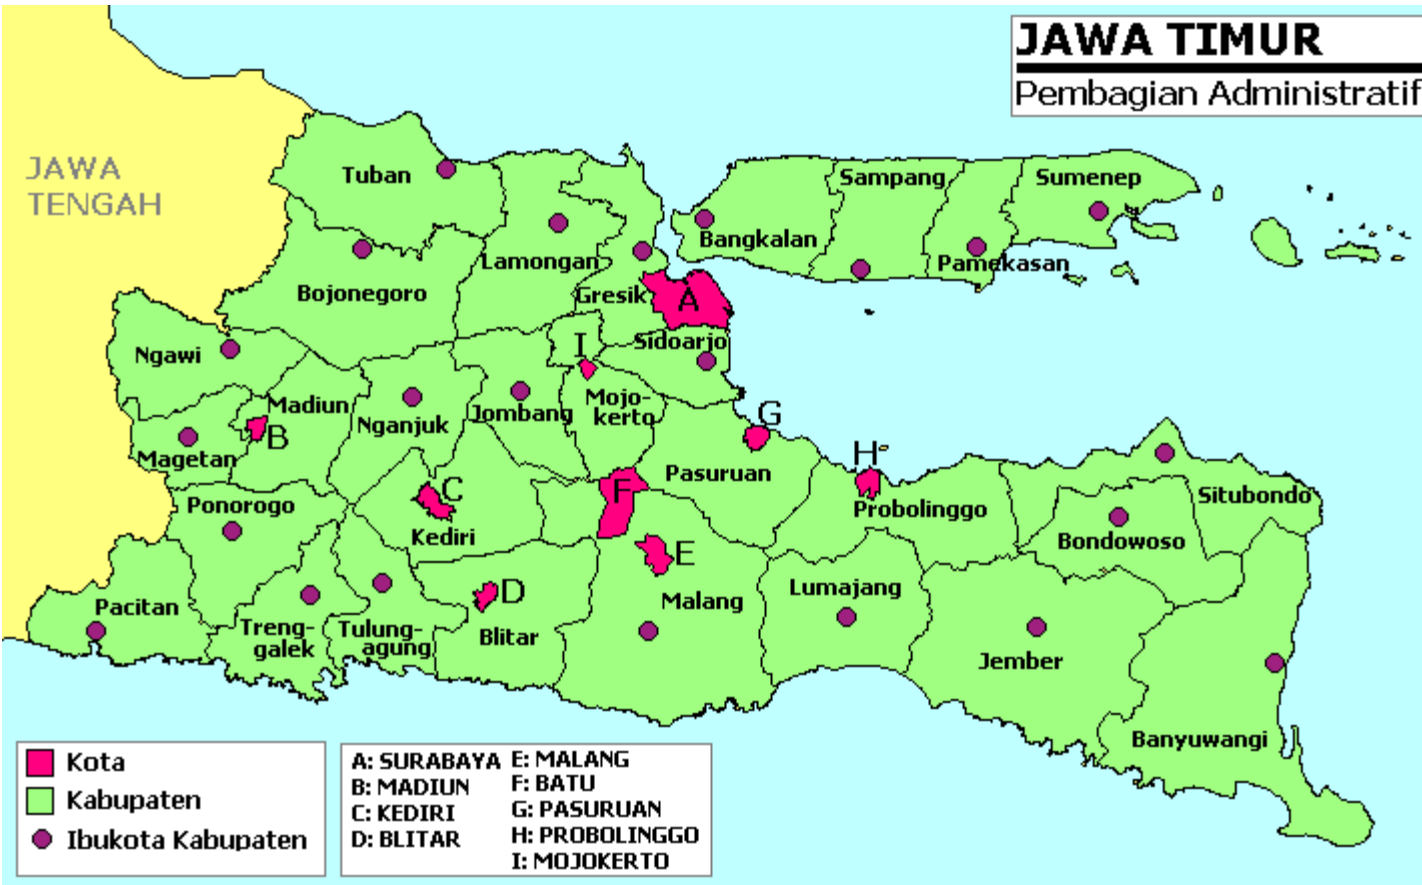 JAWA TIMUR
Pembagian Administratif
JAWA
TENGAH
Tuban
Lamongan
Bojonegoro
Gresik
A
Bangkalan
Sampang
Pamekasan
Sumenep
Ngawi
Madiun
B
Magetan
Nganjuk
Jombang
I
Mojo-
kerto
Sidoarjo
G
Pasuruan
H
Probolinggo
Situbondo
Bondowoso
Ponorogo
C
Kediri
F
E
Malang
D
Blitar
Pacitan
Treng-
galek
Tulung-
agung
Lumajang
Jember
Banyuwangi
Kota
Kabupaten
Ibukota Kabupaten
A: SURABAYA
B: MADIUN
C: KEDIRI
D: BLITAR
E: MALANG
F: BATU
G: PASURUAN
H: PROBOLINGGO
I: MOJOKERTO